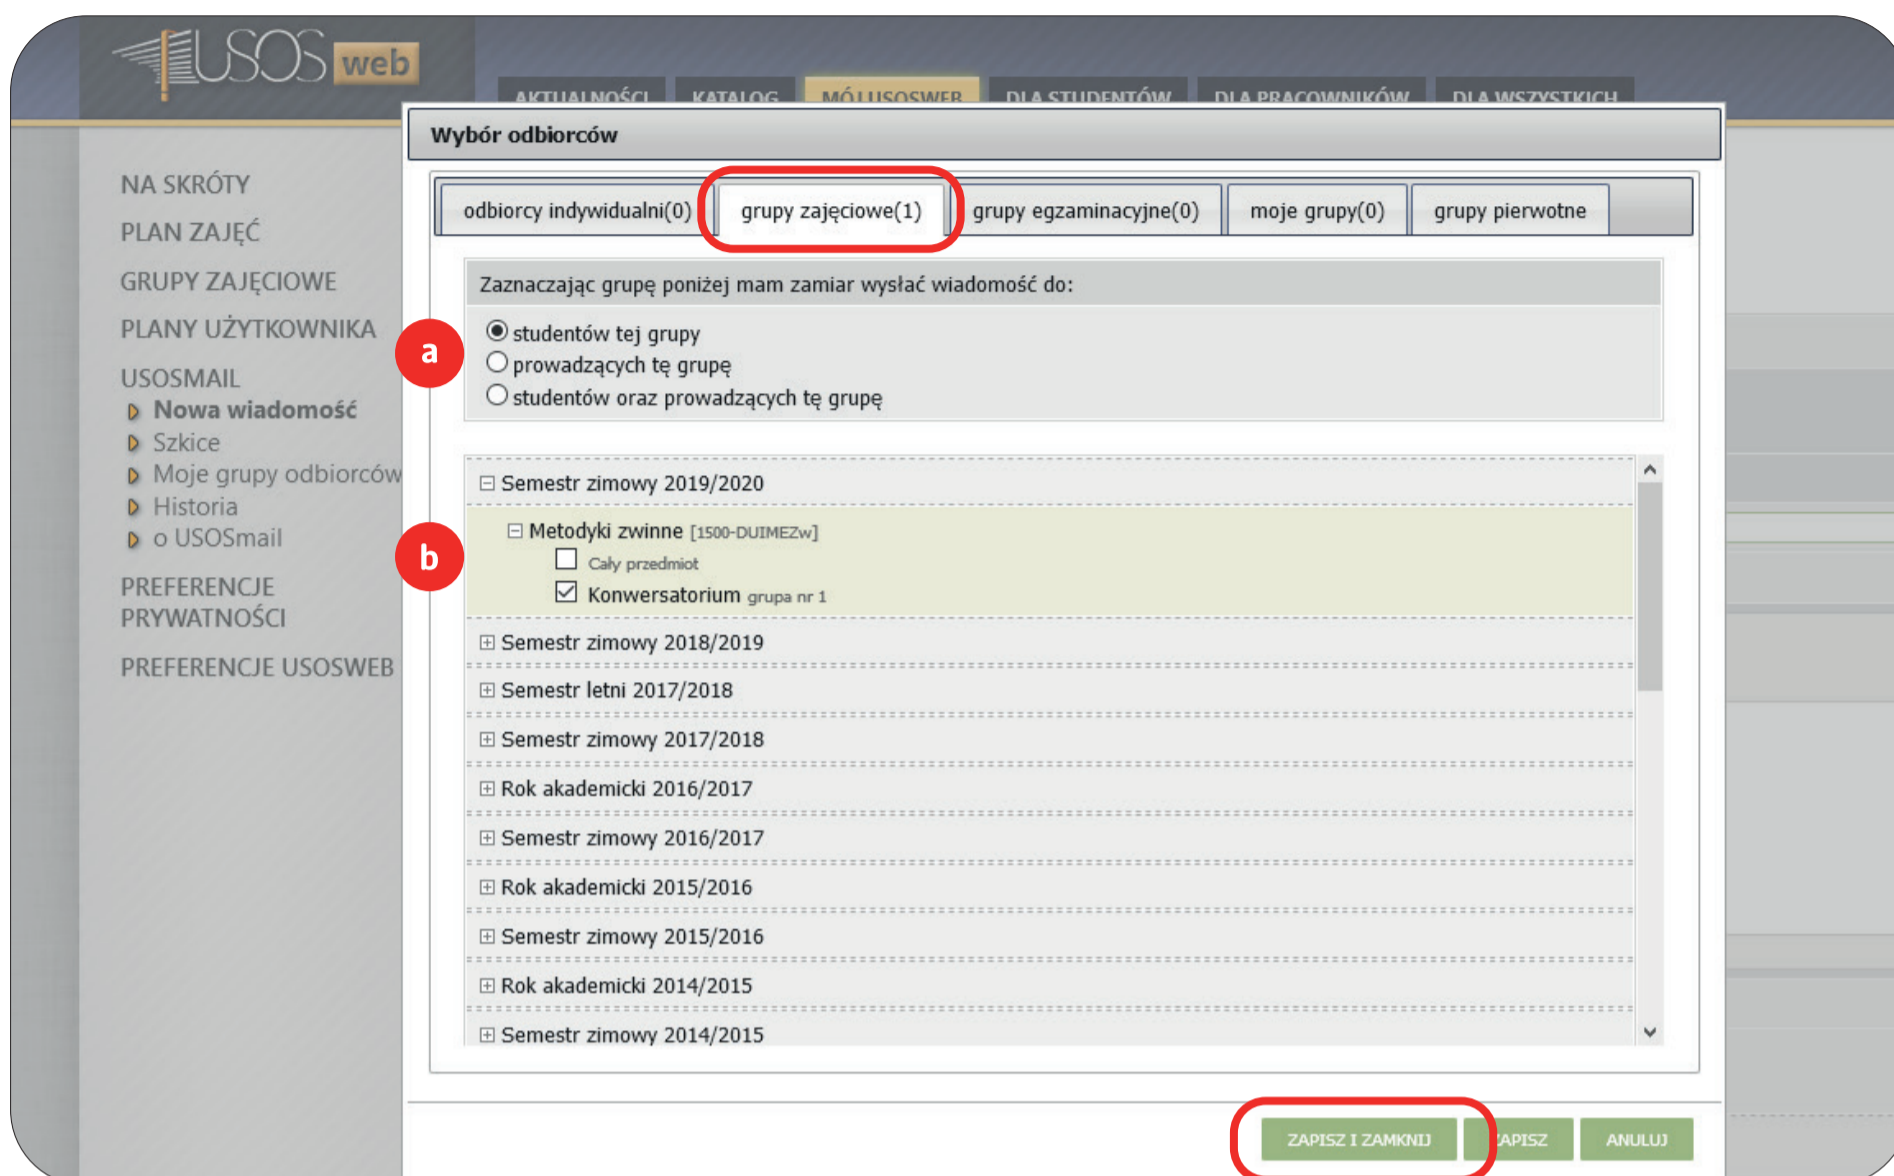 USOS web
AKTUALNOŚCI KATALOG MÓJ USOSWEB DLA STUDENTÓW DLA PRACOWNIKÓW DLA WSZYSTKICH
NA SKRÓTY
PLAN ZAJĘĆ
GRUPY ZAJĘCIOWE
PLANY UŻYTKOWNIKA
USOSMAIL
Nowa wiadomość
Szkice
Moje grupy odbiorców
Historia
o USOSmail
PREFERENCJE
PRYWATNOŚCI
PREFERENCJE USOSWEB
Wybór odbiorców
odbiorcy indywidualni(0) grupy zajęciowe(1) grupy egzaminacyjne(0) moje grupy(0) grupy pierwotne
Zaznaczając grupę poniżej mam zamiar wysłać wiadomość do:
a
studentów tej grupy
prowadzących tę grupę
studentów oraz prowadzących tę grupę
Semestr zimowy 2019/2020
b
Metodyki zwinne [1500-DUIMEZw]
Cały przedmiot
Konwersatorium grupa nr 1
Semestr zimowy 2018/2019
Semestr letni 2017/2018
Semestr zimowy 2017/2018
Rok akademicki 2016/2017
Semestr zimowy 2016/2017
Rok akademicki 2015/2016
Semestr zimowy 2015/2016
Rok akademicki 2014/2015
Semestr zimowy 2014/2015
ZAPISZ I ZAMKNIJ ZAPISZ ANULUJ